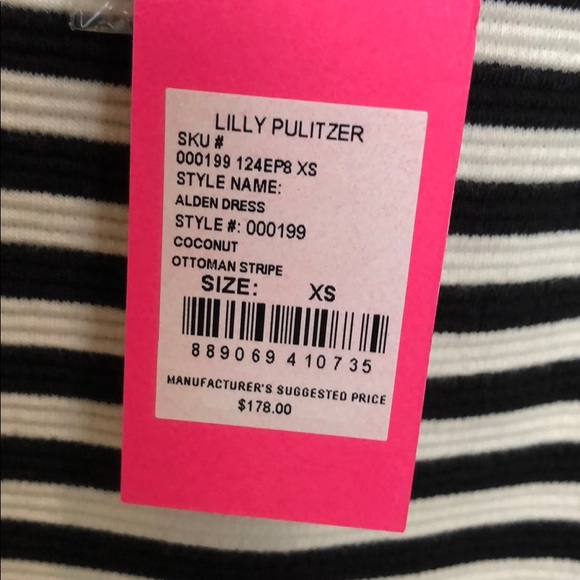 LILLY PULITZER
SKU #
000199 124EP8 XS
STYLE NAME:
ALDEN DRESS
STYLE #: 000199
COCONUT
OTTOMAN STRIPE
SIZE: XS
889069 410735
MANUFACTURER'S SUGGESTED PRICE
$178.00